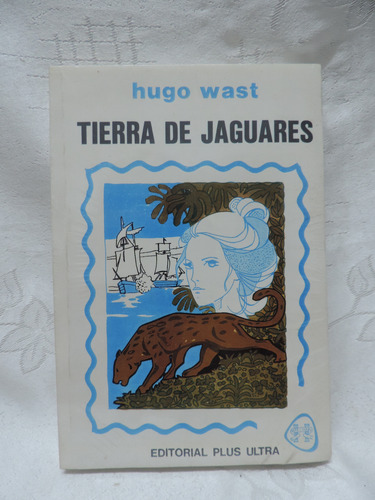 hugo wast
TIERRA DE JAGUARES
EDITORIAL PLUS ULTRA